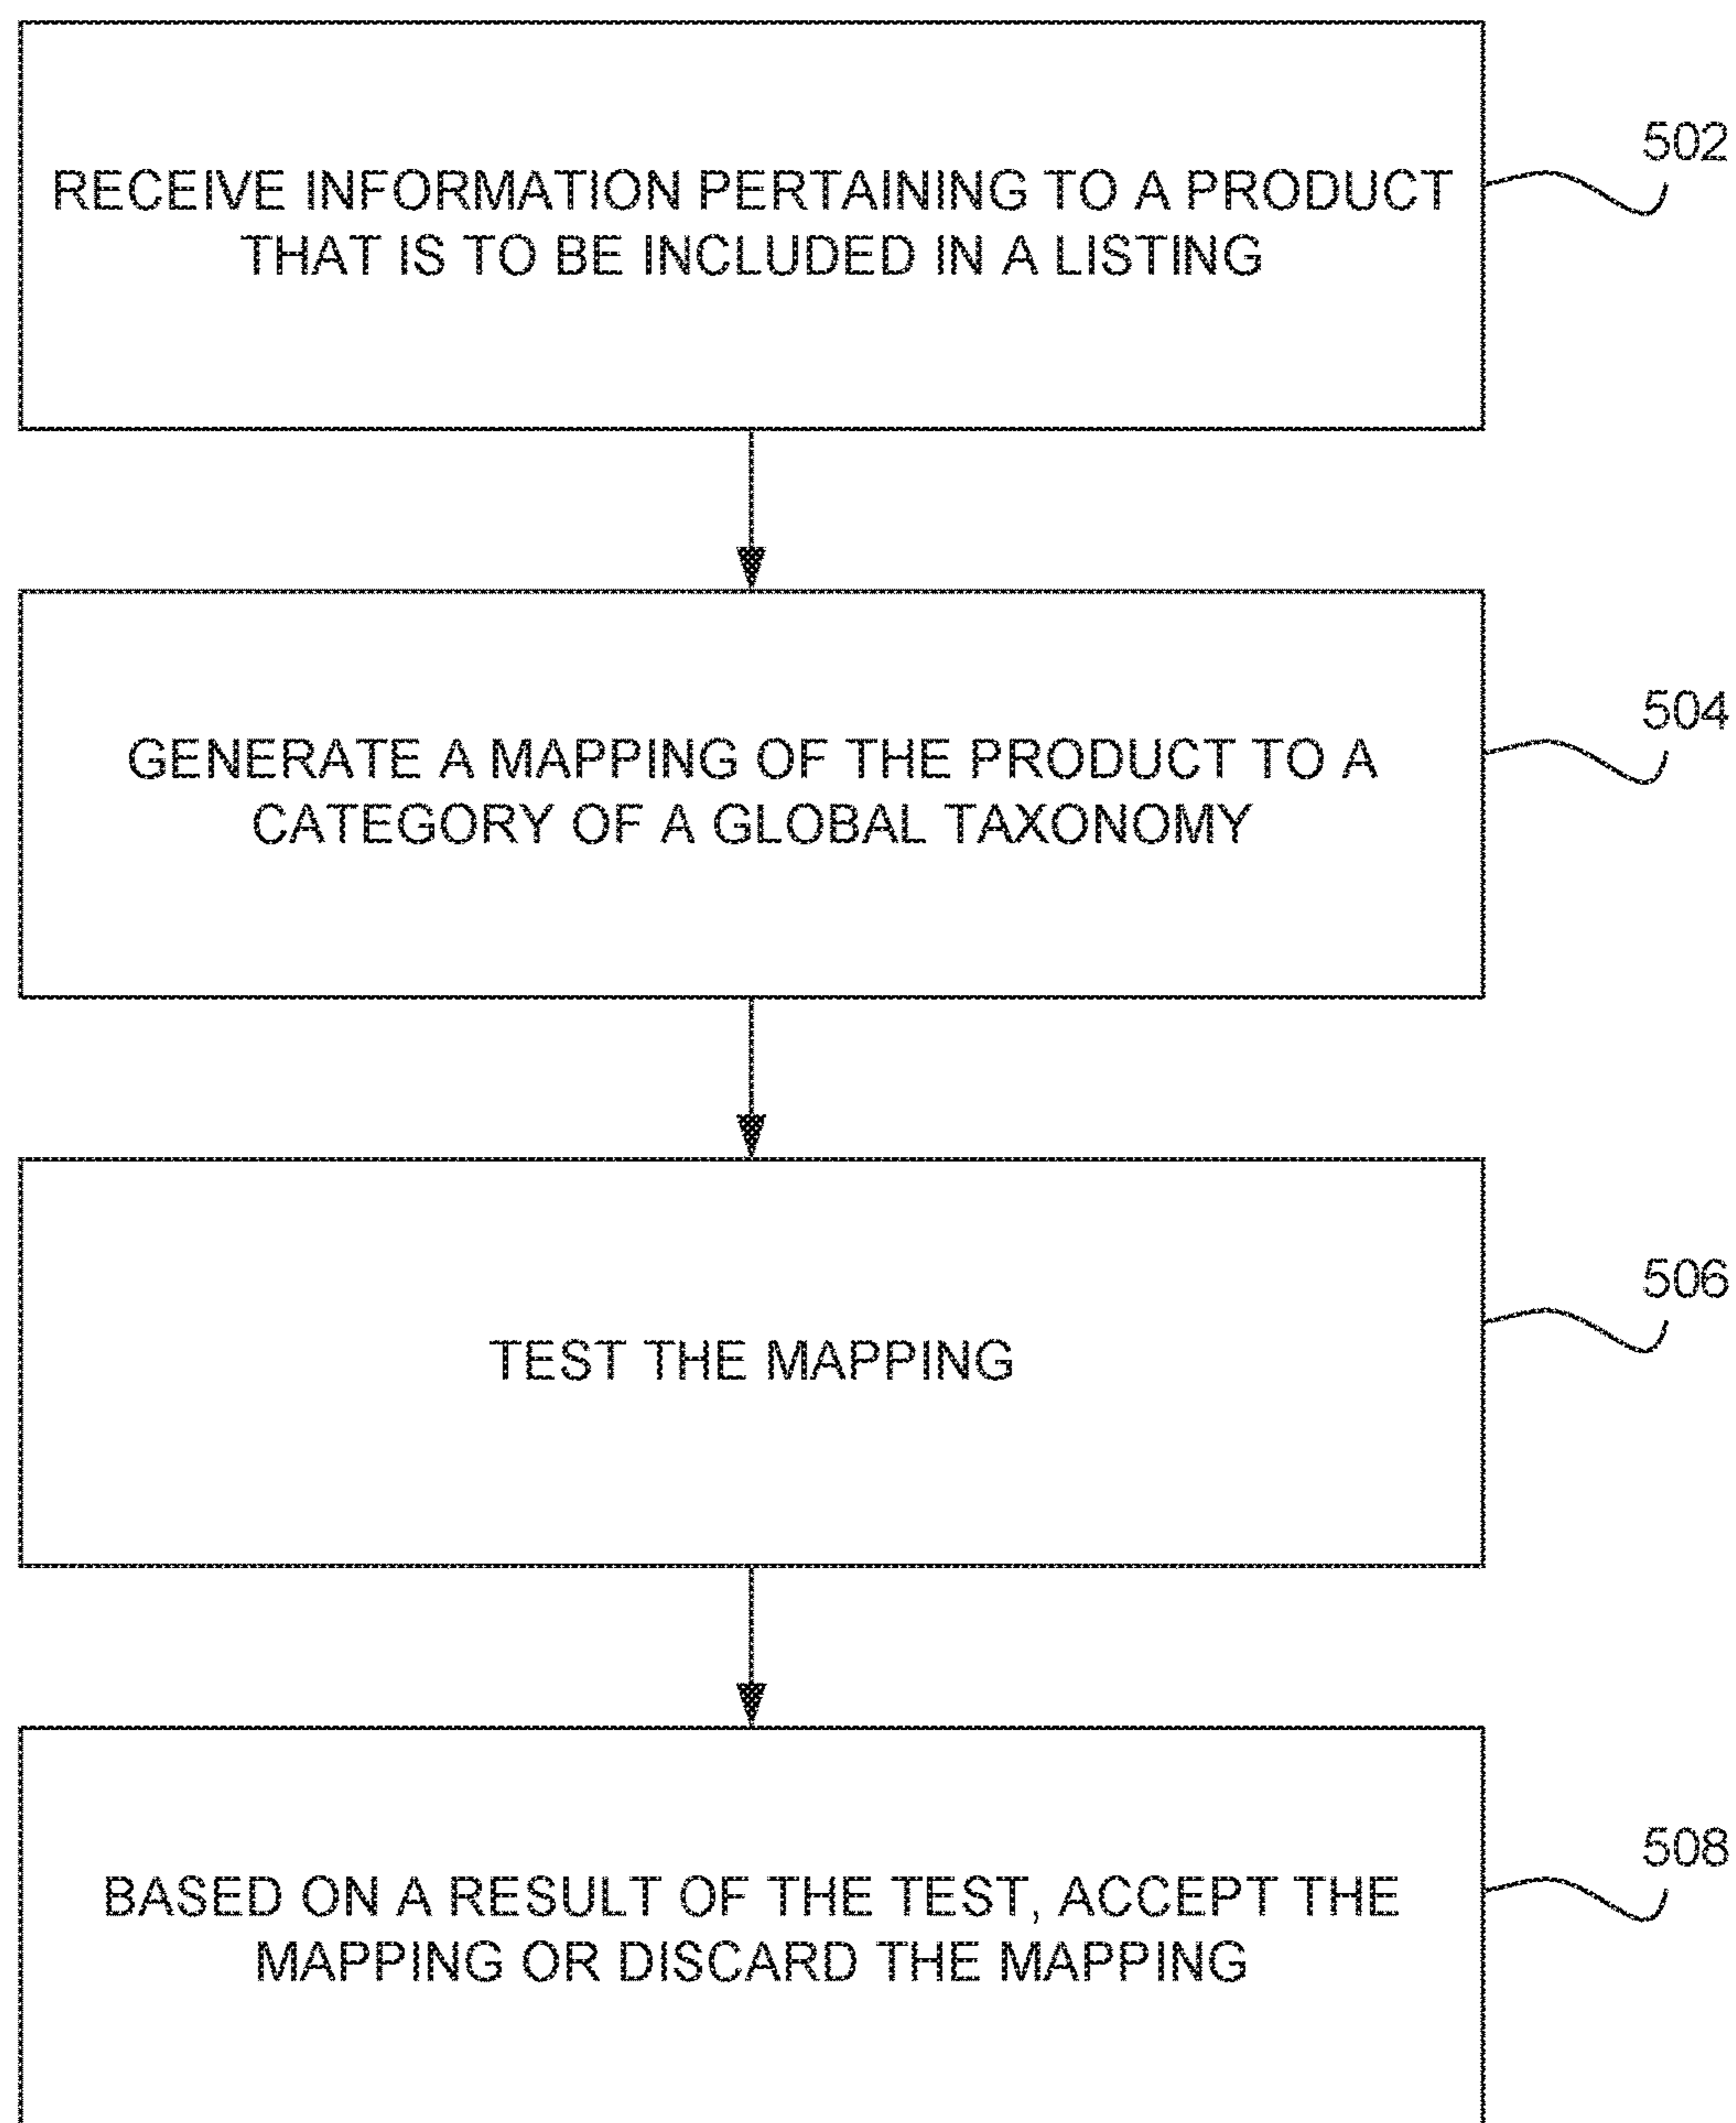 502
RECEIVE INFORMATION PERTAINING TO A PRODUCT
THAT IS TO BE INCLUDED IN A LISTING
504
GENERATE A MAPPING OF THE PRODUCT TO A
CATEGORY OF A GLOBAL TAXONOMY
506
TEST THE MAPPING
508
BASED ON A RESULT OF THE TEST, ACCEPT THE
MAPPING OR DISCARD THE MAPPING